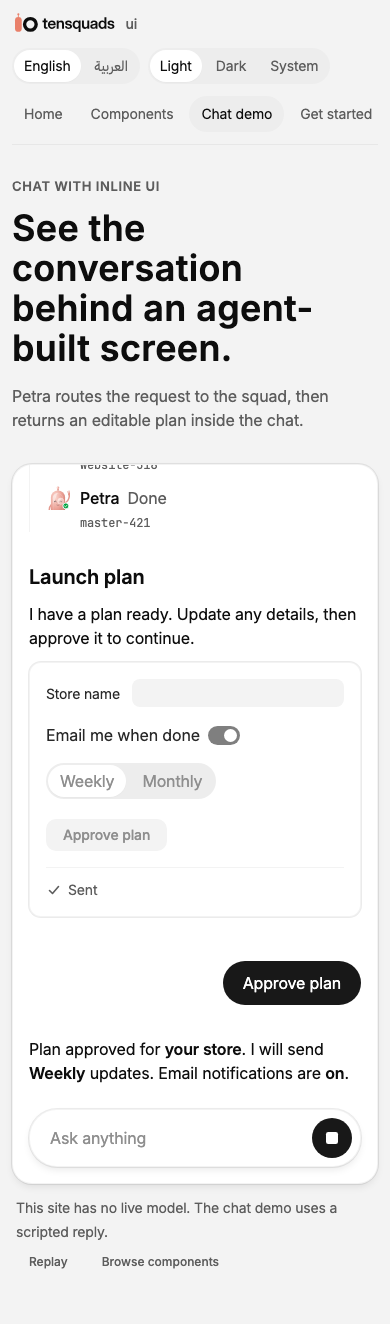 tensquads ui
English العربية Light Dark System
Home Components Chat demo Get started
CHAT WITH INLINE UI
See the
conversation
behind an agent-
built screen.
Petra routes the request to the squad, then
returns an editable plan inside the chat.
Petra Done
master-421
Launch plan
I have a plan ready. Update any details, then
approve it to continue.
Store name
Email me when done
Weekly Monthly
Approve plan
Sent
Approve plan
Plan approved for your store. I will send
Weekly updates. Email notifications are on.
Ask anything
This site has no live model. The chat demo uses a
scripted reply.
Replay Browse components